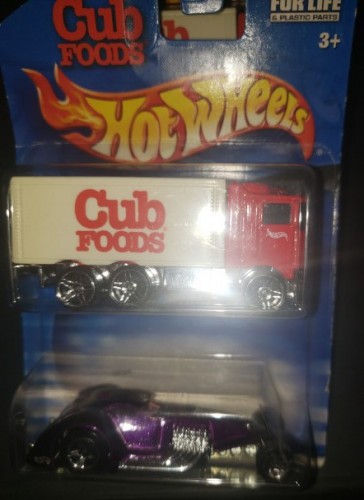 Cub
FOODS
FOR LIFE
& PLASTIC PARTS
3+
HOT WHEELS
Cub
FOODS